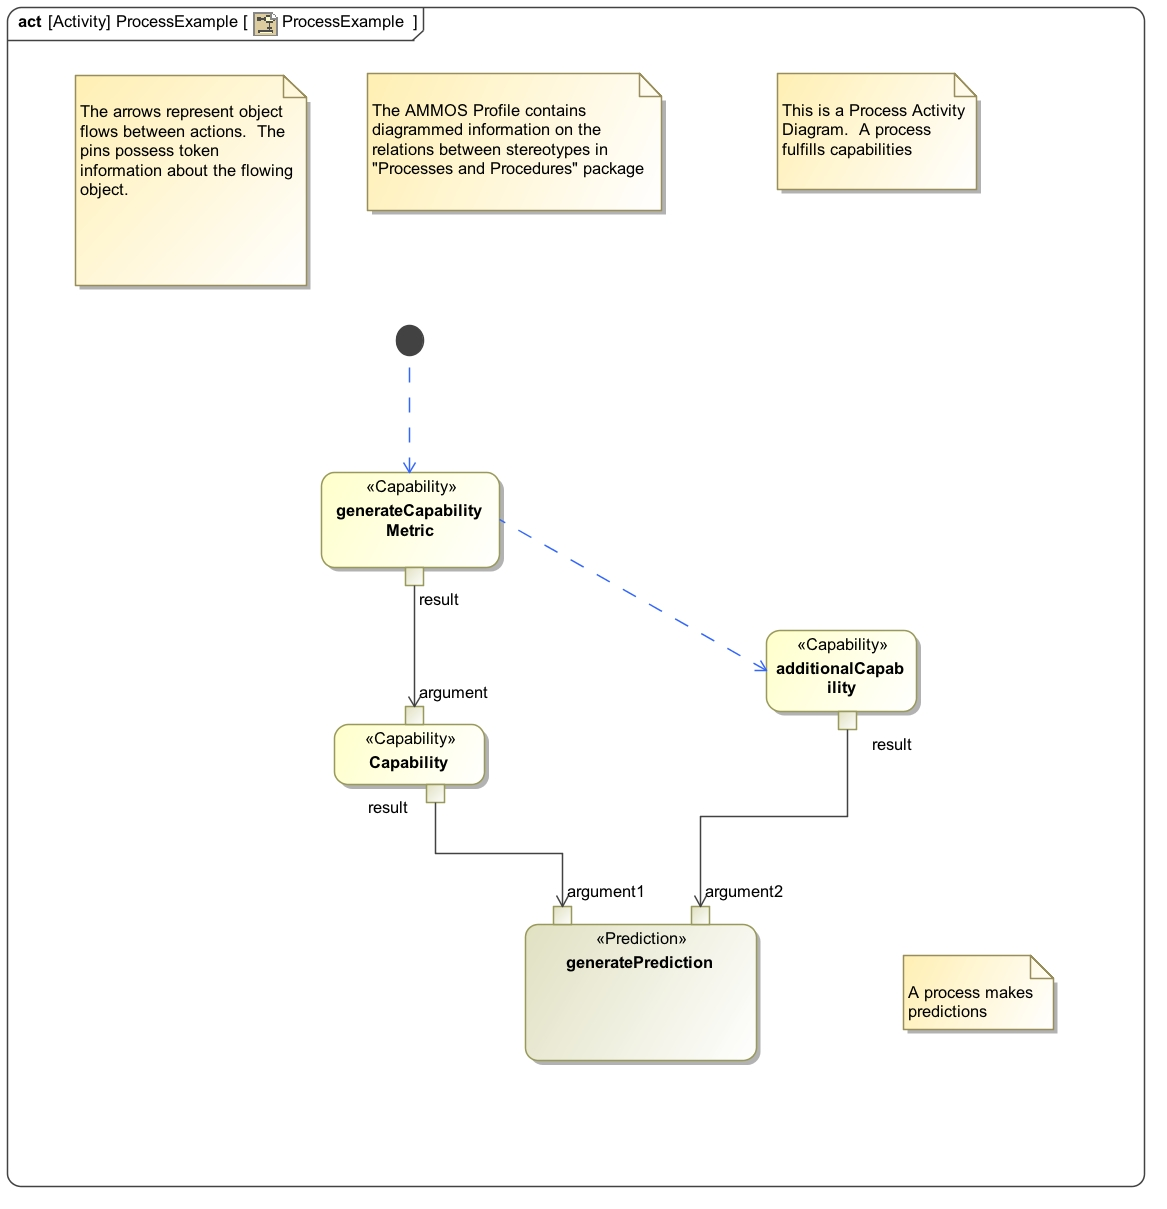 act [Activity] ProcessExample [ ProcessExample ]
The arrows represent object
flows between actions.  The
pins possess token
information about the flowing
object.
The AMMOS Profile contains
diagrammed information on the
relations between stereotypes in
"Processes and Procedures" package
This is a Process Activity
Diagram.  A process
fulfills capabilities
«Capability»
generateCapability
Metric
result
«Capability»
additionalCapab
ility
result
argument
«Capability»
Capability
result
argument1
argument2
«Prediction»
generatePrediction
A process makes
predictions